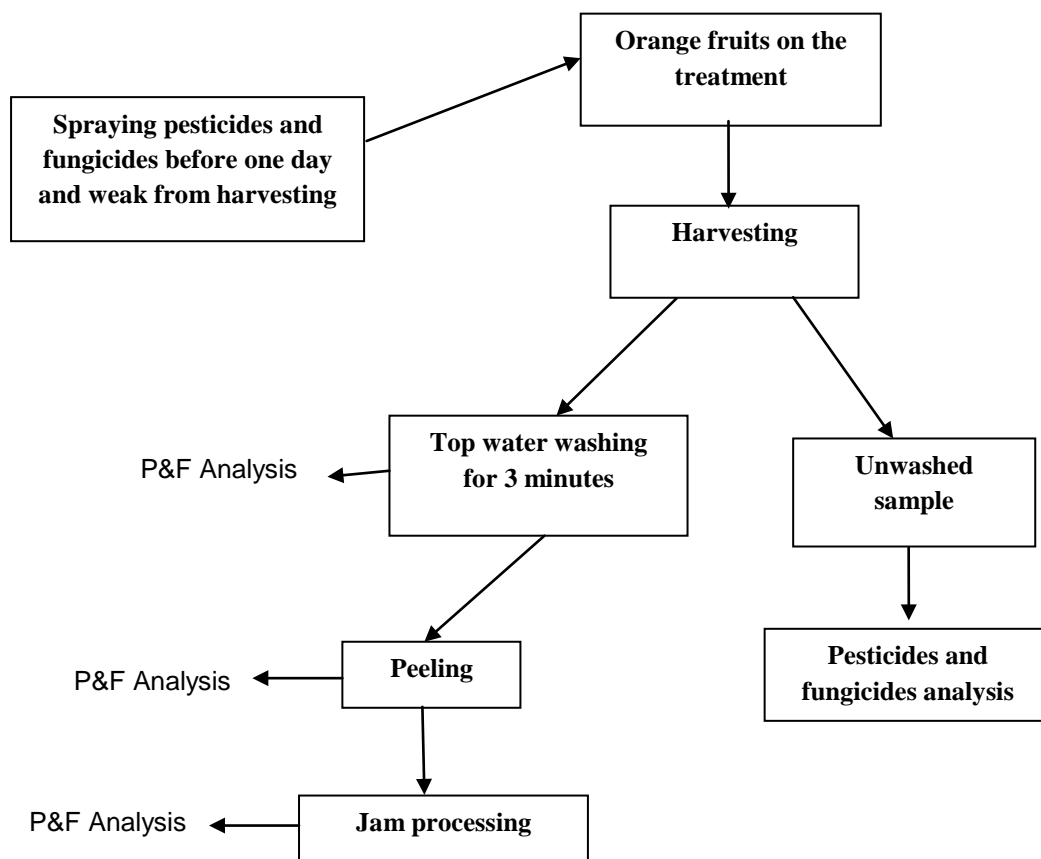 Orange fruits on the
treatment
Spraying pesticides and
fungicides before one day
and weak from harvesting
Harvesting
Top water washing
for 3 minutes
P&F Analysis
Unwashed
sample
Peeling
P&F Analysis
Pesticides and
fungicides analysis
Jam processing
P&F Analysis